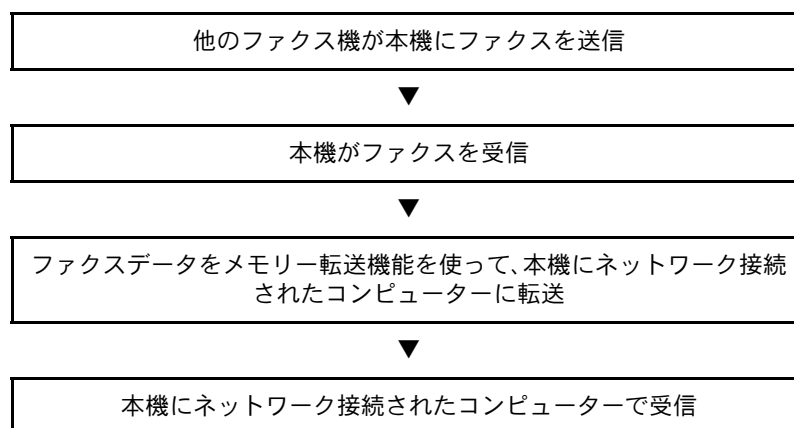 他のファクス機が本機にファクスを送信
▼
本機がファクスを受信
▼
ファクスデータをメモリー転送機能を使って、本機にネットワーク接続
されたコンピューターに転送
▼
本機にネットワーク接続されたコンピューターで受信